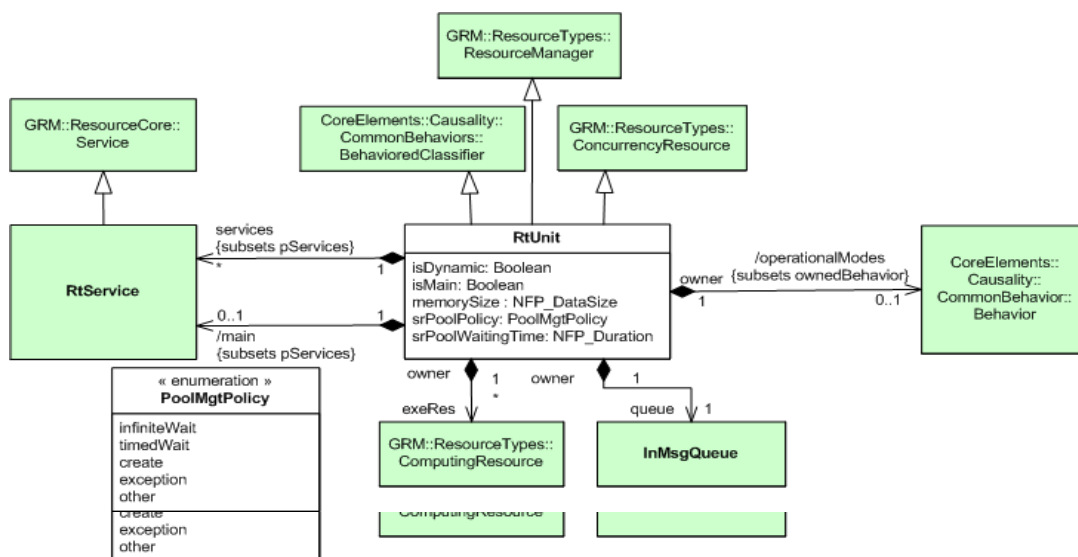 GRM::ResourceTypes::
ResourceManager
GRM::ResourceCore::
Service
CoreElements::Causality::
CommonBehaviors::
BehavioredClassifier
GRM::ResourceTypes::
ConcurrencyResource
services
{subsets pServices}
*
1
RtService
0..1
/main
{subsets pServices}
1
RtUnit
isDynamic: Boolean
isMain: Boolean
memorySize : NFP_DataSize
srPoolPolicy: PoolMgtPolicy
srPoolWaitingTime: NFP_Duration
owner
1
/operationalModes
{subsets ownedBehavior}
0..1
CoreElements::
Causality::
CommonBehavior::
Behavior
« enumeration »
PoolMgtPolicy
infiniteWait
timedWait
create
exception
other
create
exception
other
owner
1
*
exeRes
GRM::ResourceTypes::
ComputingResource
ComputingResource
owner
1
queue
1
InMsgQueue